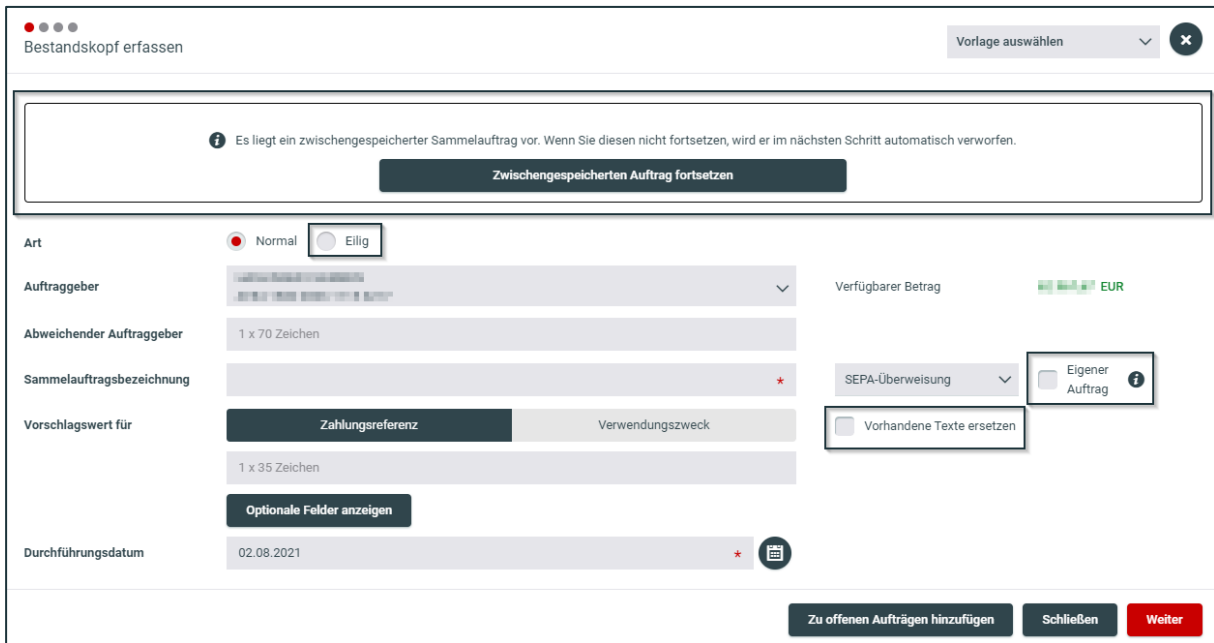 Bestandskopf erfassen
Vorlage auswählen
Es liegt ein zwischengespeicherter Sammelauftrag vor. Wenn Sie diesen nicht fortsetzen, wird er im nächsten Schritt automatisch verworfen.
Zwischengespeicherten Auftrag fortsetzen
Art Normal Eilig
Auftraggeber Verfügbarer Betrag EUR
Abweichender Auftraggeber 1 x 70 Zeichen
Sammelauftragsbezeichnung * SEPA-Überweisung Eigener
Auftrag
Vorschlagswert für Zahlungsreferenz Verwendungszweck Vorhandene Texte ersetzen
1 x 35 Zeichen
Optionale Felder anzeigen
Durchführungsdatum 02.08.2021 *
Zu offenen Aufträgen hinzufügen Schließen Weiter